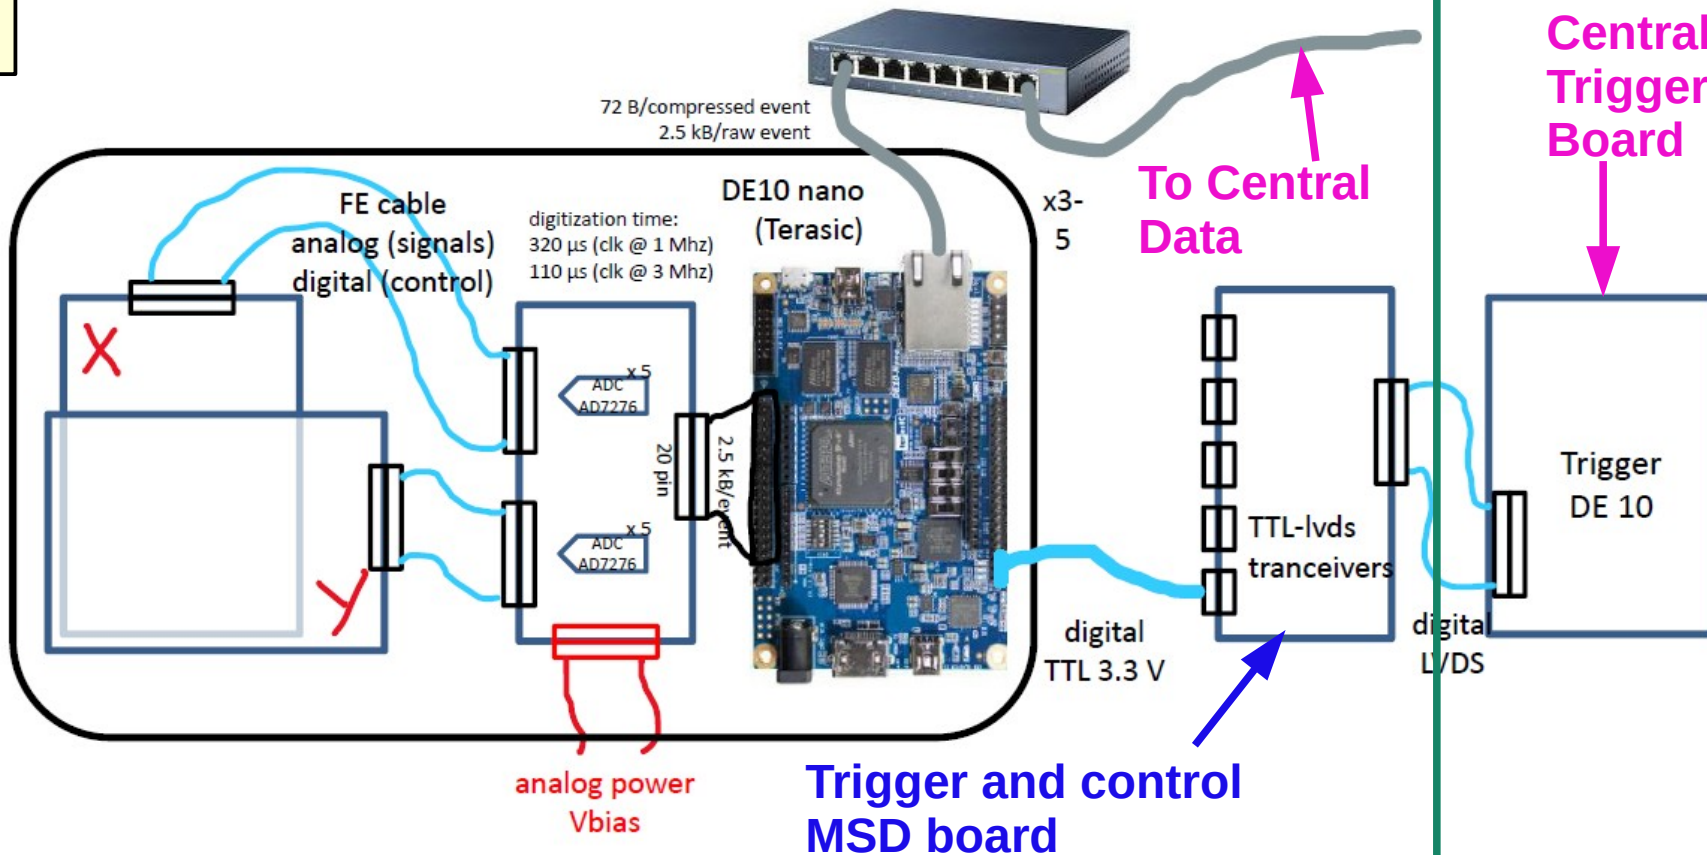 72 B/compressed event
2.5 kB/raw event
Central
Trigger
Board
To Central
Data
FE cable
analog (signals)
digital (control)
digitization time:
320 µs (clk @ 1 Mhz)
110 µs (clk @ 3 Mhz)
DE10 nano
(Terasic)
x3-
5
X
Y
ADC
AD7276
x 5
ADC
AD7276
x 5
20 pin
2.5 kB/event
TTL-lvds
tranceivers
Trigger
DE 10
digital
TTL 3.3 V
digital
LVDS
analog power
Vbias
Trigger and control
MSD board